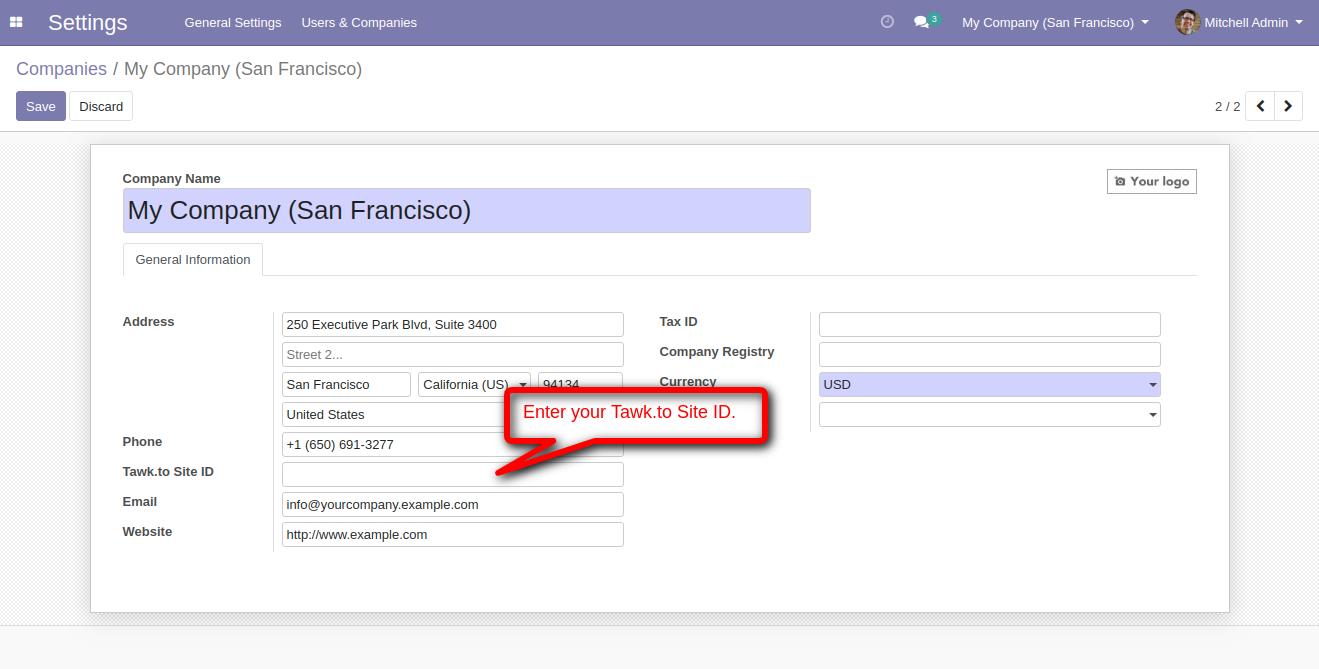 Settings General Settings Users & Companies 3 My Company (San Francisco) Mitchell Admin
Companies / My Company (San Francisco)
Save Discard 2 / 2
Company Name
Your logo
My Company (San Francisco)
General Information
Address 250 Executive Park Blvd, Suite 3400 Tax ID
Street 2... Company Registry
San Francisco California (US) 94134 Currency USD
United States
Enter your Tawk.to Site ID.
Phone +1 (650) 691-3277
Tawk.to Site ID
Email info@yourcompany.example.com
Website http://www.example.com